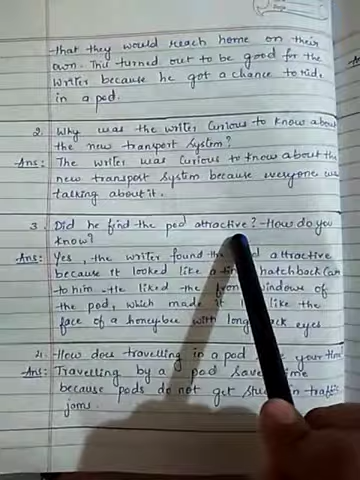 that they would reach home on their
own. This turned out to be good for the
writer because he got a chance to ride
in a pod.
2. Why was the writer curious to know about
the new transport system?
Ans: The writer was curious to know about the
new transport system because everyone was
talking about it.
3. Did he find the pod attractive? How do you
know?
Ans: Yes, the writer found the attractive
because it looked like a hatchback car
to him. He liked the windows of
the pod, which made it like the
face of a honeybee with long eyes
4. How does travelling in a pod your time
Ans: Travelling by a pod saves time
because pods do not get in traffic
jams.